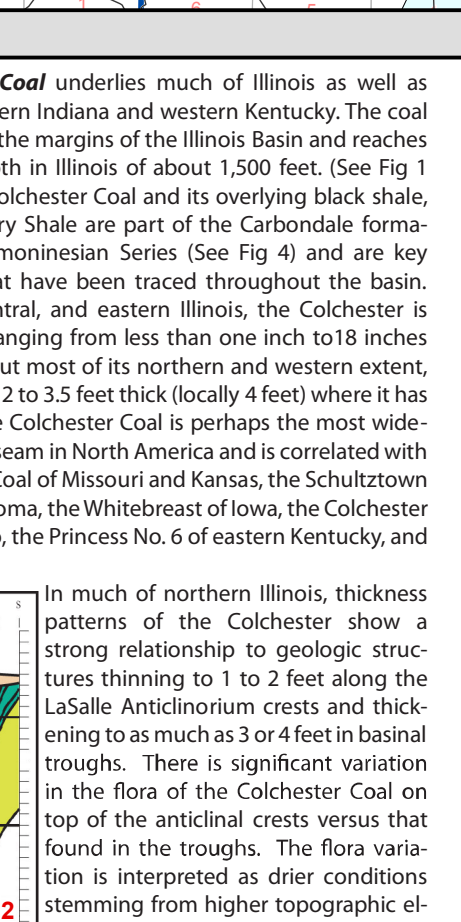 1 6 5
Coal underlies much of Illinois as well as
ern Indiana and western Kentucky. The coal
the margins of the Illinois Basin and reaches
th in Illinois of about 1,500 feet. (See Fig 1
olchester Coal and its overlying black shale,
ry Shale are part of the Carbondale forma-
moninesian Series (See Fig 4) and are key
at have been traced throughout the basin.
ntral, and eastern Illinois, the Colchester is
anging from less than one inch to18 inches
ut most of its northern and western extent,
2 to 3.5 feet thick (locally 4 feet) where it has
e Colchester Coal is perhaps the most wide-
seam in North America and is correlated with
Coal of Missouri and Kansas, the Schultztown
oma, the Whitebreast of Iowa, the Colchester
o, the Princess No. 6 of eastern Kentucky, and
In much of northern Illinois, thickness
patterns of the Colchester show a
strong relationship to geologic struc-
tures thinning to 1 to 2 feet along the
LaSalle Anticlinorium crests and thick-
ening to as much as 3 or 4 feet in basinal
troughs. There is significant variation
in the flora of the Colchester Coal on
top of the anticlinal crests versus that
found in the troughs. The flora varia-
tion is interpreted as drier conditions
stemming from higher topographic el-
S
2